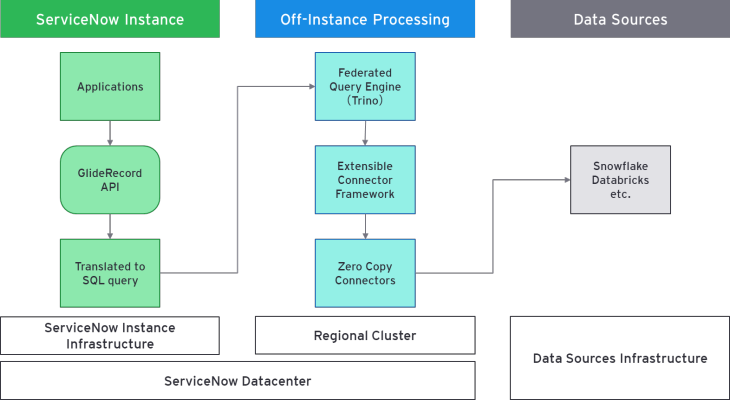 ServiceNow Instance
Off-Instance Processing
Data Sources
Applications
GlideRecord
API
Translated to
SQL query
Federated
Query Engine
(Trino)
Extensible
Connector
Framework
Zero Copy
Connectors
Snowflake
Databricks
etc.
ServiceNow Instance
Infrastructure
Regional Cluster
Data Sources Infrastructure
ServiceNow Datacenter